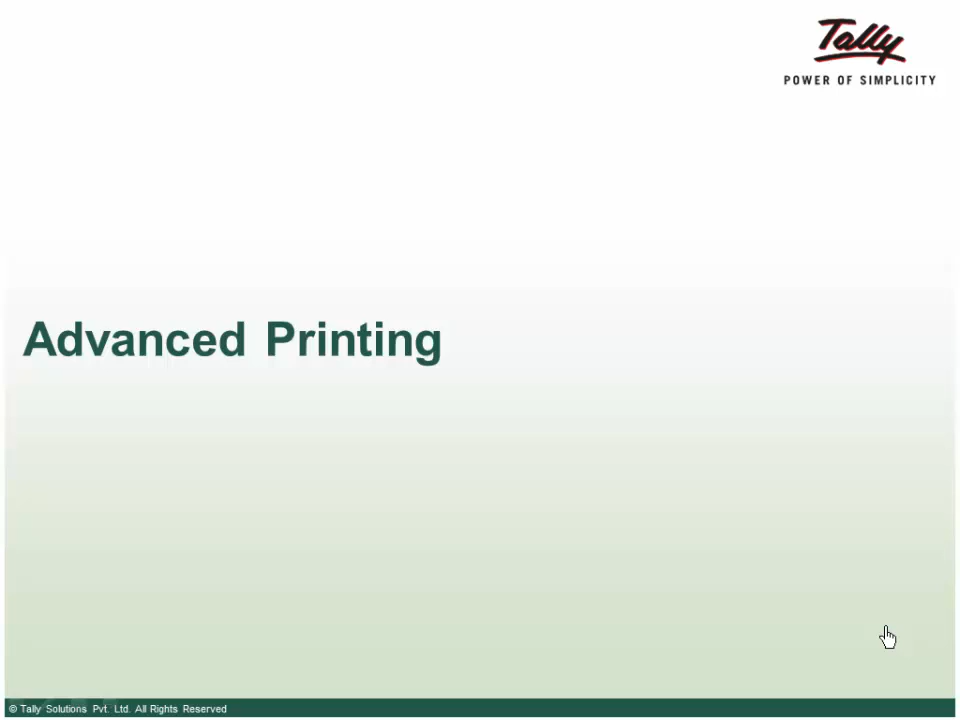 Tally
POWER OF SIMPLICITY
Advanced Printing
© Tally Solutions Pvt. Ltd. All Rights Reserved